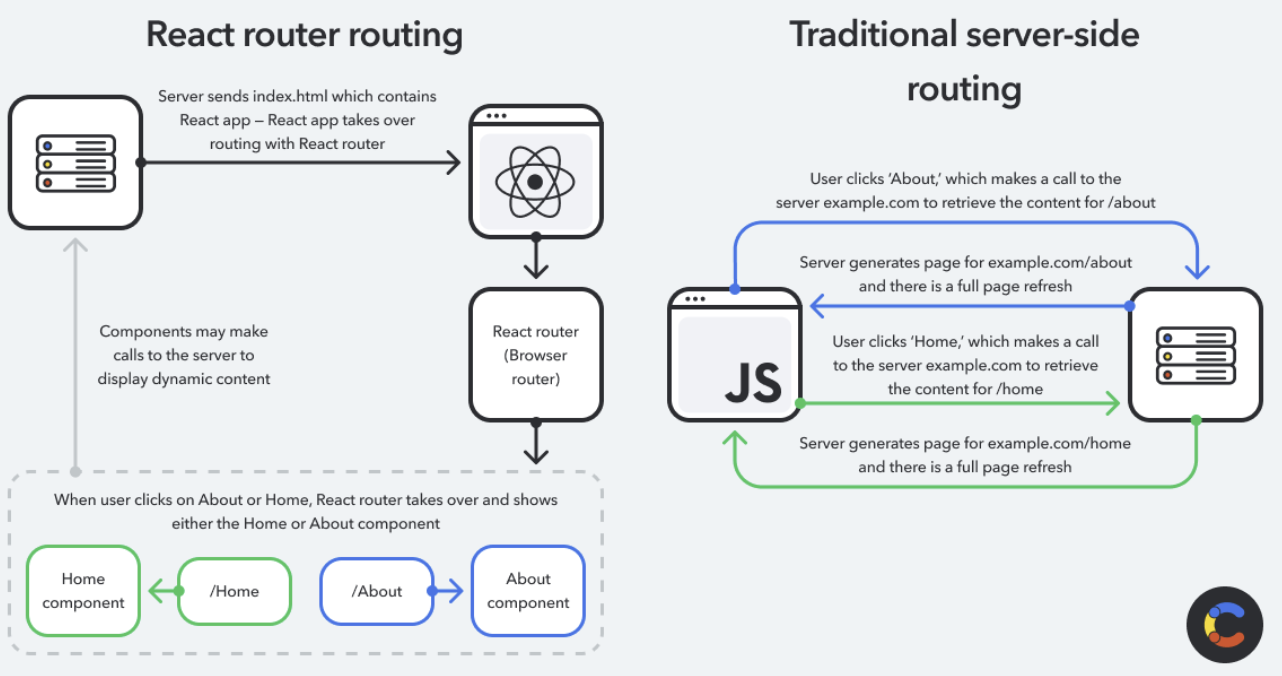 React router routing
Server sends index.html which contains
React app – React app takes over
routing with React router
React router
(Browser
router)
Components may make
calls to the server to
display dynamic content
When user clicks on About or Home, React router takes over and shows
either the Home or About component
Home
component
/Home
/About
About
component
Traditional server-side
routing
User clicks ‘About,’ which makes a call to the
server example.com to retrieve the content for /about
Server generates page for example.com/about
and there is a full page refresh
JS
User clicks ‘Home,’ which makes a call
to the server example.com to retrieve
the content for /home
Server generates page for example.com/home
and there is a full page refresh